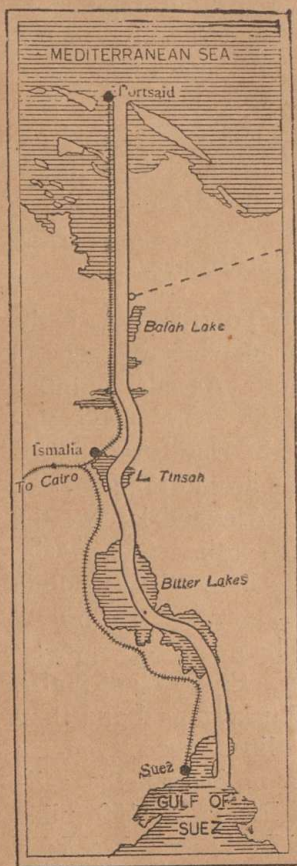 MEDITERRANEAN SEA
Portsaid
Balah Lake
Ismalia
To Cairo
L. Tinsah
Bitter Lakes
Suez
GULF OF
SUEZ